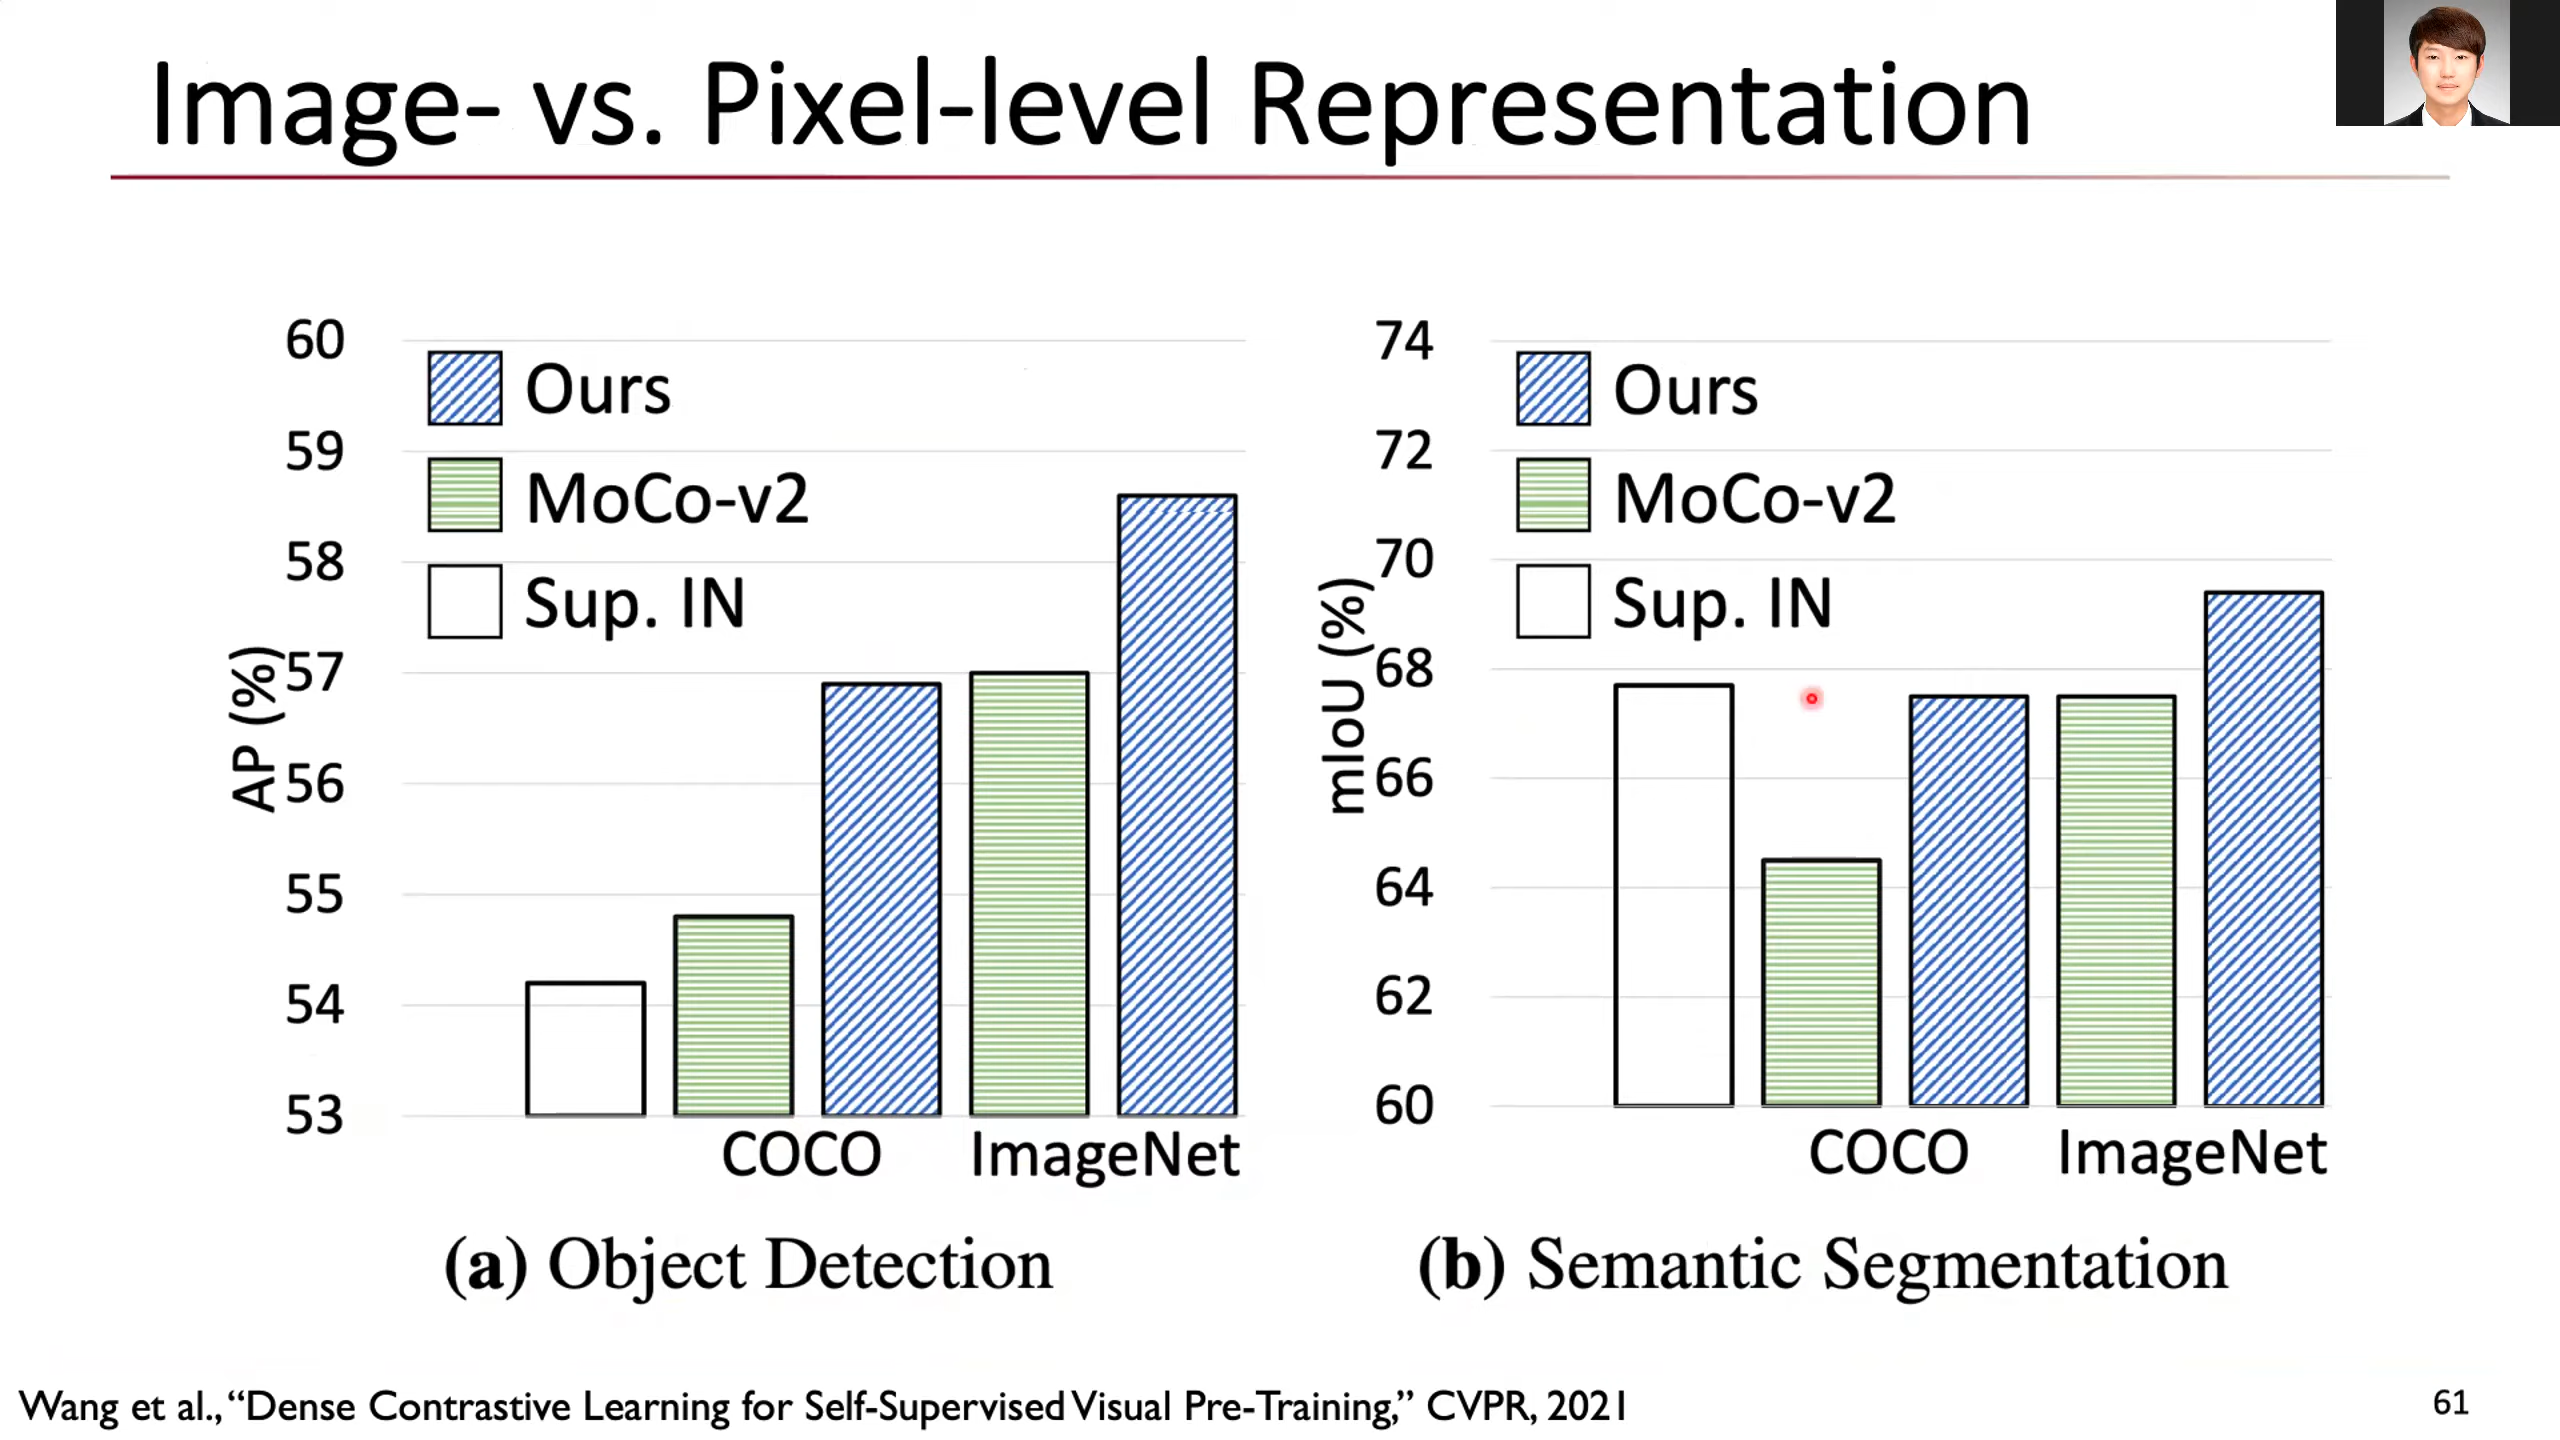 Image- vs. Pixel-level Representation
60
59
58
57
56
55
54
53
AP (%)
Ours
MoCo-v2
Sup. IN
COCO ImageNet
(a) Object Detection
74
72
70
68
66
64
62
60
mIoU (%)
Ours
MoCo-v2
Sup. IN
COCO ImageNet
(b) Semantic Segmentation
Wang et al., “Dense Contrastive Learning for Self-Supervised Visual Pre-Training,” CVPR, 2021
61